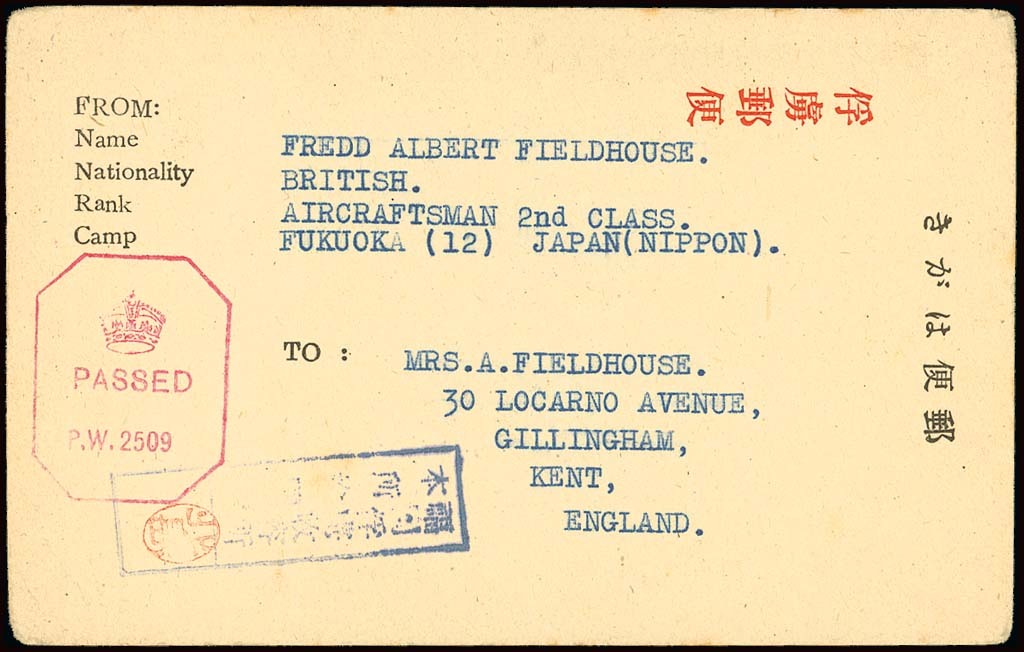 俘虜郵便
FROM:
Name FREDD ALBERT FIELDHOUSE.
Nationality BRITISH.
Rank AIRCRAFTSMAN 2nd CLASS.
Camp FUKUOKA (12) JAPAN(NIPPON).
郵便はがき
PASSED
P.W. 2509
TO :
MRS.A.FIELDHOUSE.
30 LOCARNO AVENUE,
GILLINGHAM,
KENT,
ENGLAND.